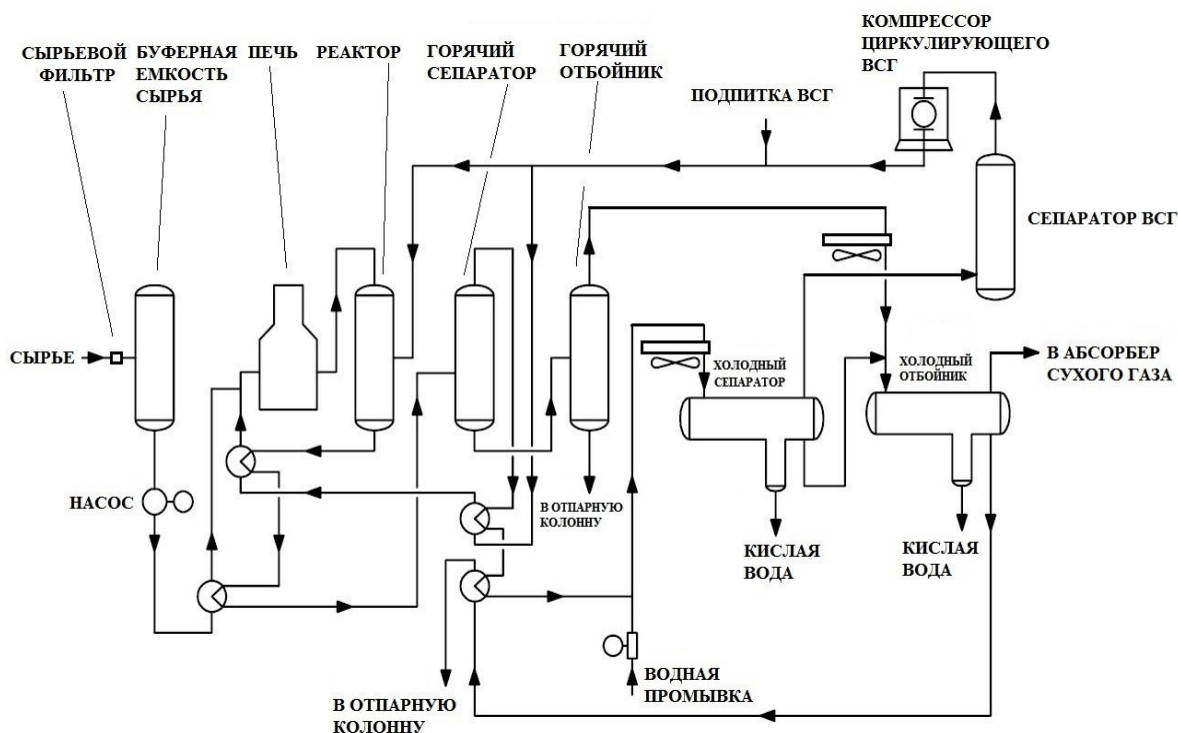 СЫРЬЕВОЙ
ФИЛЬТР
БУФЕРНАЯ
ЕМКОСТЬ
СЫРЬЯ
ПЕЧЬ
РЕАКТОР
ГОРЯЧИЙ
СЕПАРАТОР
ГОРЯЧИЙ
ОТБОЙНИК
КОМПРЕССОР
ЦИРКУЛИРУЮЩЕГО
ВСГ
ПОДПИТКА ВСГ
СЕПАРАТОР ВСГ
СЫРЬЕ
ХОЛОДНЫЙ
СЕПАРАТОР
ХОЛОДНЫЙ
ОТБОЙНИК
В АБСОРБЕР
СУХОГО ГАЗА
НАСОС
В ОТПАРНУЮ
КОЛОННУ
КИСЛАЯ
ВОДА
КИСЛАЯ
ВОДА
ВОДНАЯ
ПРОМЫВКА
В ОТПАРНУЮ
КОЛОННУ